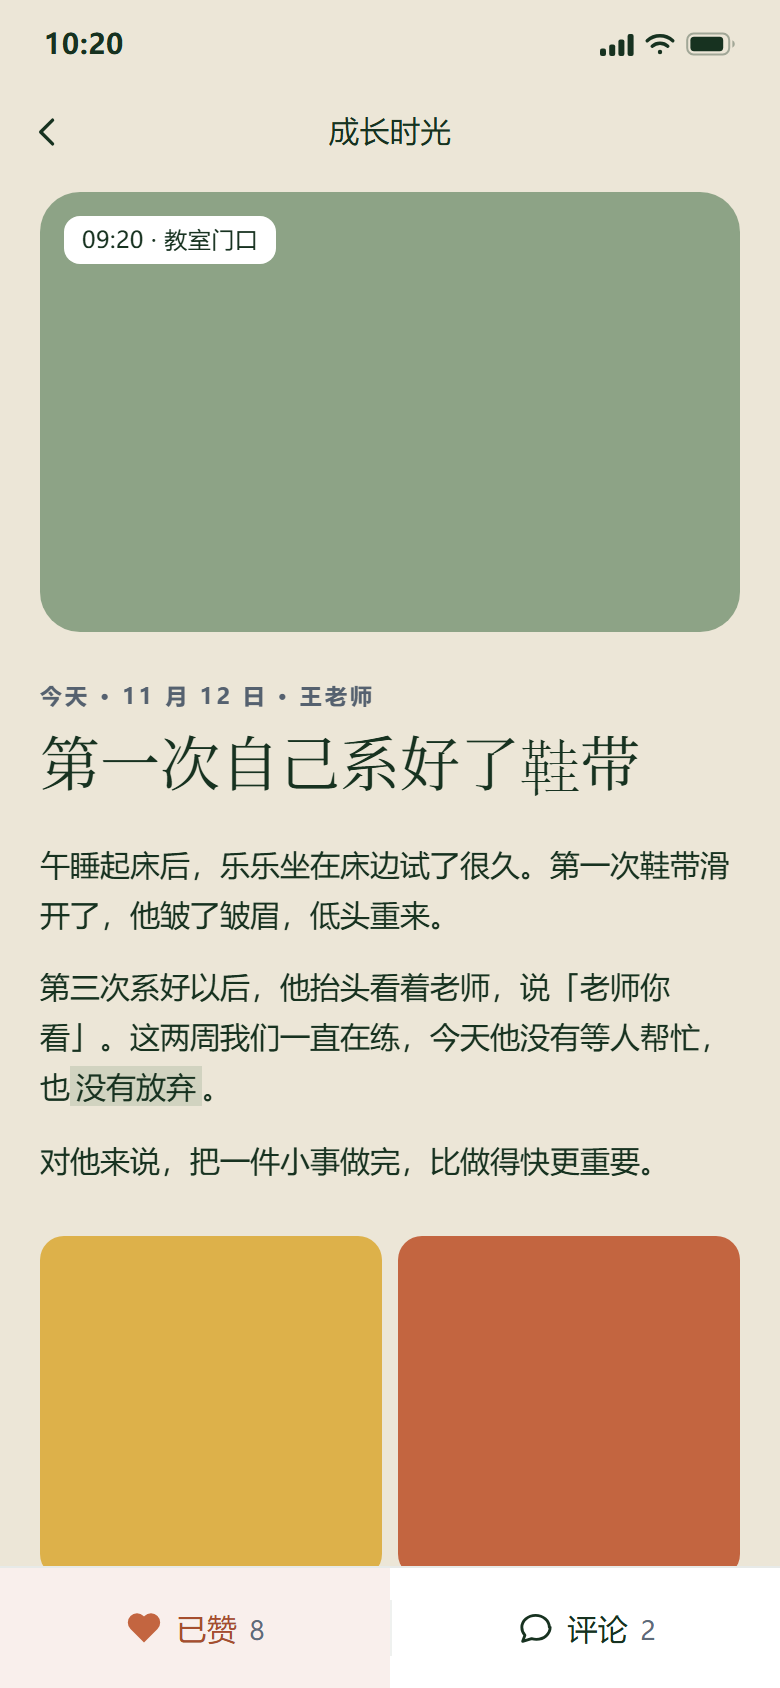 10:20
成长时光
09:20 · 教室门口
今天 • 11 月 12 日 • 王老师
第一次自己系好了鞋带
午睡起床后，乐乐坐在床边试了很久。第一次鞋带滑
开了，他皱了皱眉，低头重来。
第三次系好以后，他抬头看着老师，说「老师你
看」。这两周我们一直在练，今天他没有等人帮忙，
也没有放弃。
对他来说，把一件小事做完，比做得快更重要。
已赞 8
评论 2